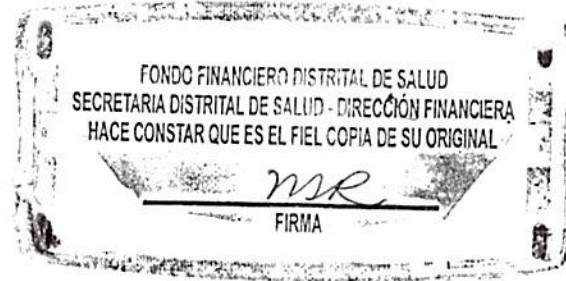 FONDO FINANCIERO DISTRITAL DE SALUD
SECRETARIA DISTRITAL DE SALUD - DIRECCIÓN FINANCIERA
HACE CONSTAR QUE ES EL FIEL COPIA DE SU ORIGINAL
MSR
FIRMA